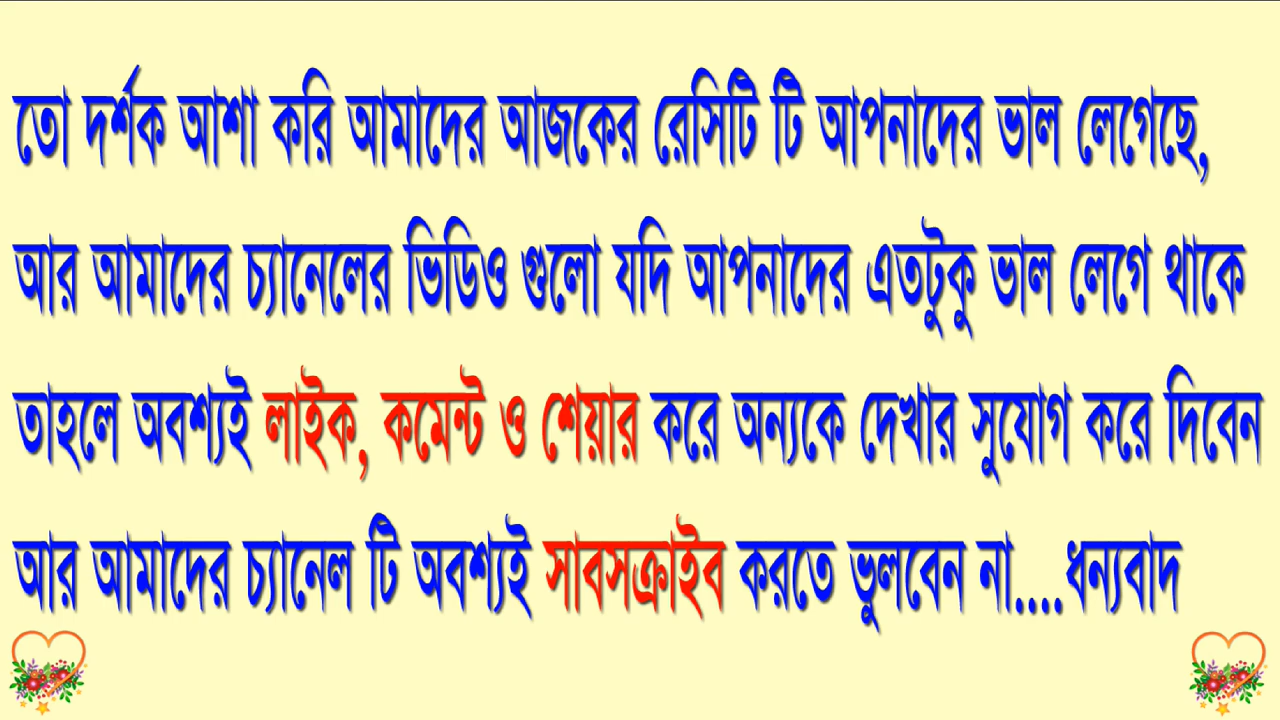 তো দর্শক আশা করি আমাদের আজকের রেসিটি টি আপনাদের ভাল লেগেছে,
আর আমাদের চ্যানেলের ভিডিও গুলো যদি আপনাদের এতটুকু ভাল লেগে থাকে
তাহলে অবশ্যই লাইক, কমেন্ট ও শেয়ার করে অন্যকে দেখার সুযোগ করে দিবেন
আর আমাদের চ্যানেল টি অবশ্যই সাবসক্রাইব করতে ভুলবেন না....ধন্যবাদ